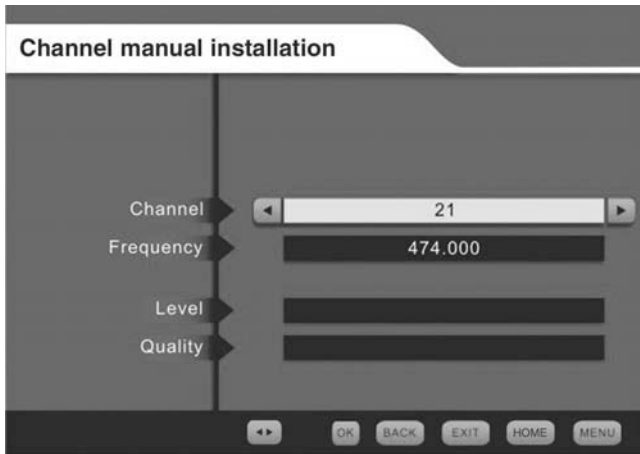 Channel manual installation
Channel 21
Frequency 474.000
Level
Quality
OK BACK EXIT HOME MENU